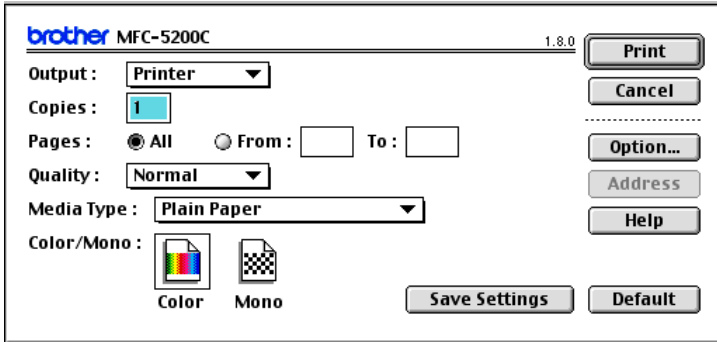 brother MFC-5200C 1.8.0 Print
Output : Printer Cancel
Copies : 1
Pages : All From : To : Option...
Quality : Normal Address
Media Type : Plain Paper Help
Color/Mono :
Color Mono Save Settings Default